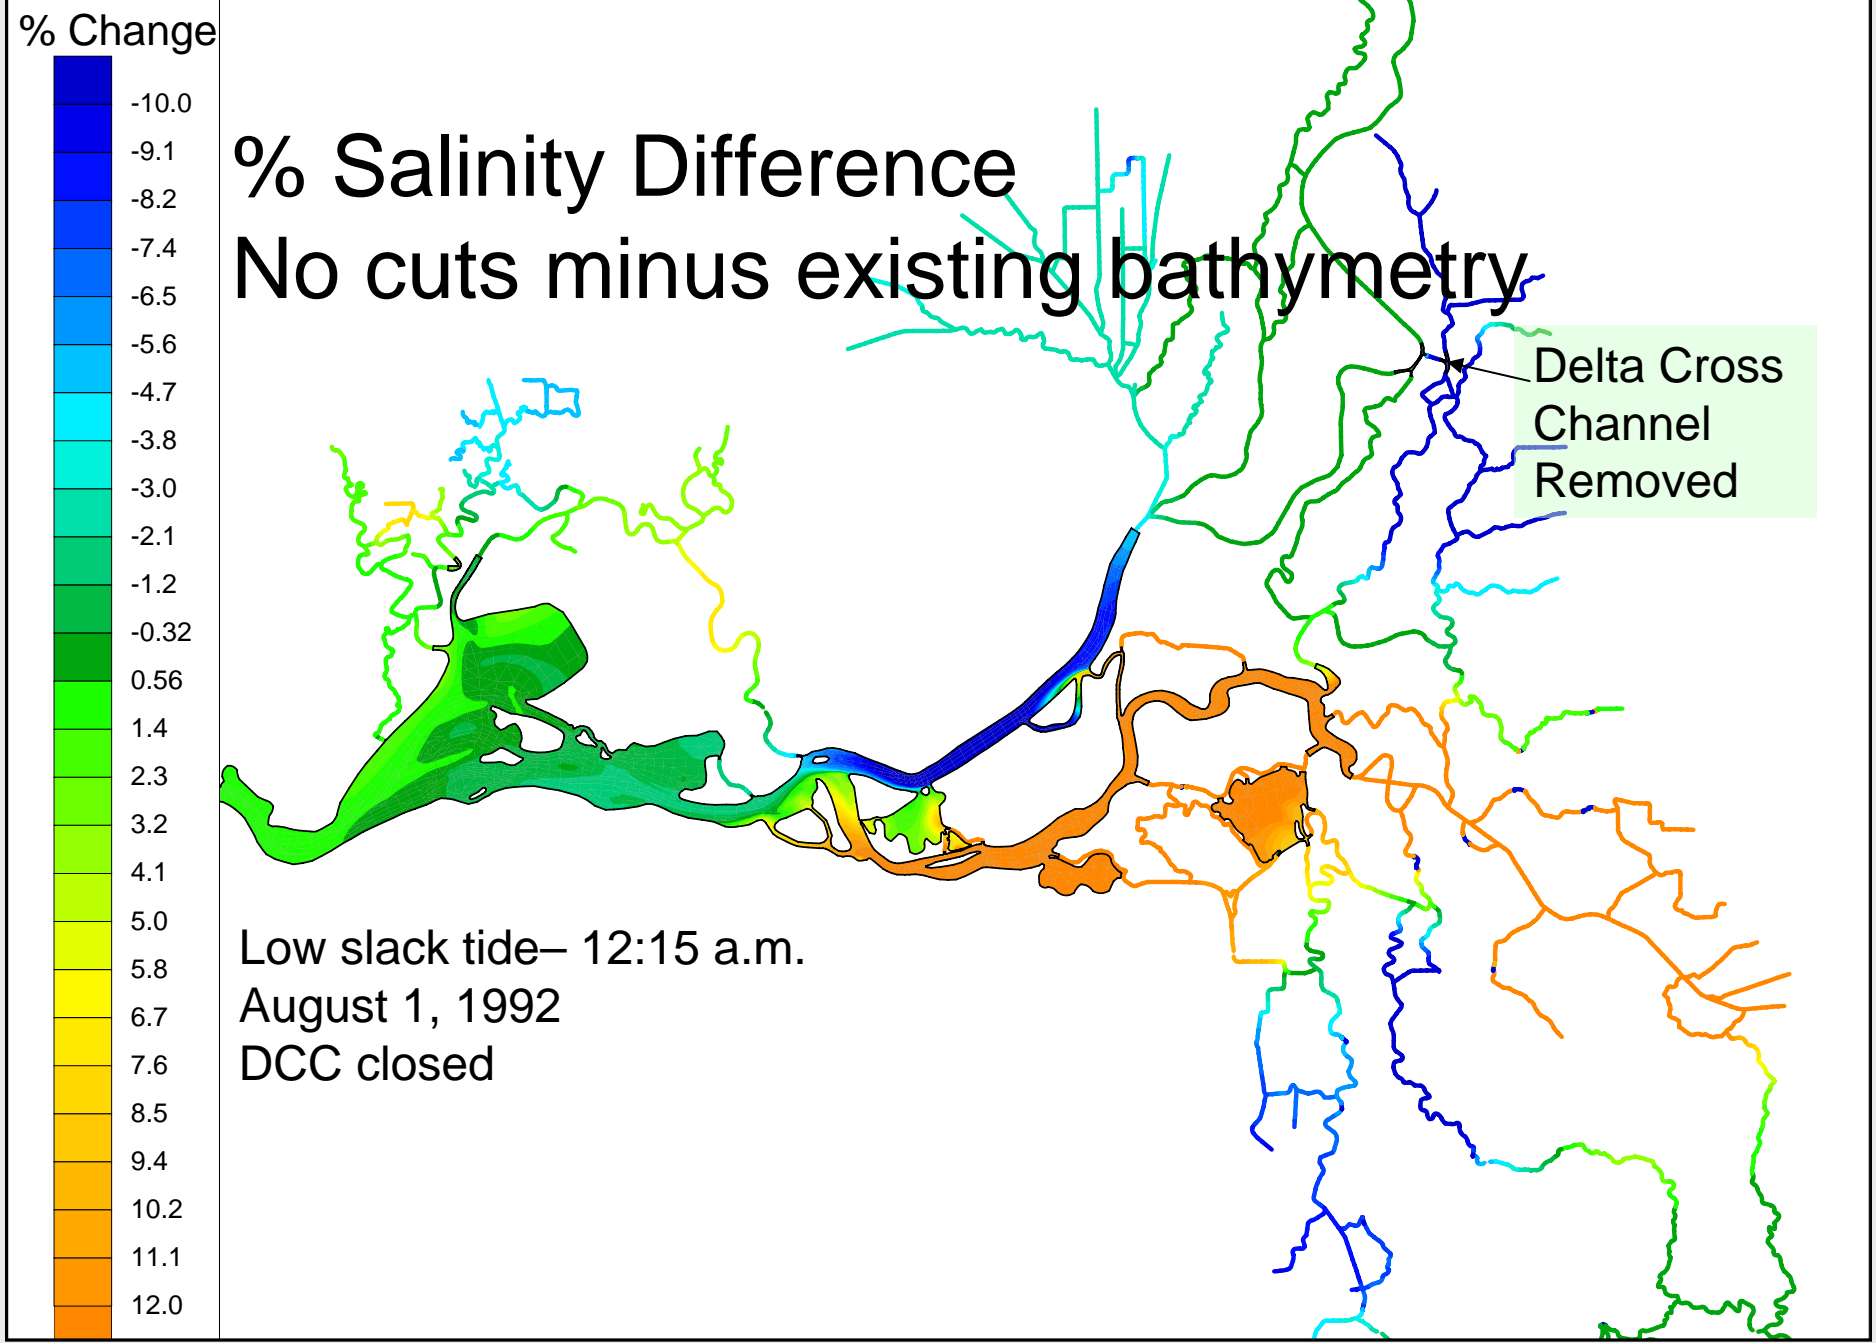 % Change
-10.0
-9.1
-8.2
-7.4
-6.5
-5.6
-4.7
-3.8
-3.0
-2.1
-1.2
-0.32
0.56
1.4
2.3
3.2
4.1
5.0
5.8
6.7
7.6
8.5
9.4
10.2
11.1
12.0
% Salinity Difference
No cuts minus existing bathymetry
Delta Cross
Channel
Removed
Low slack tide– 12:15 a.m.
August 1, 1992
DCC closed